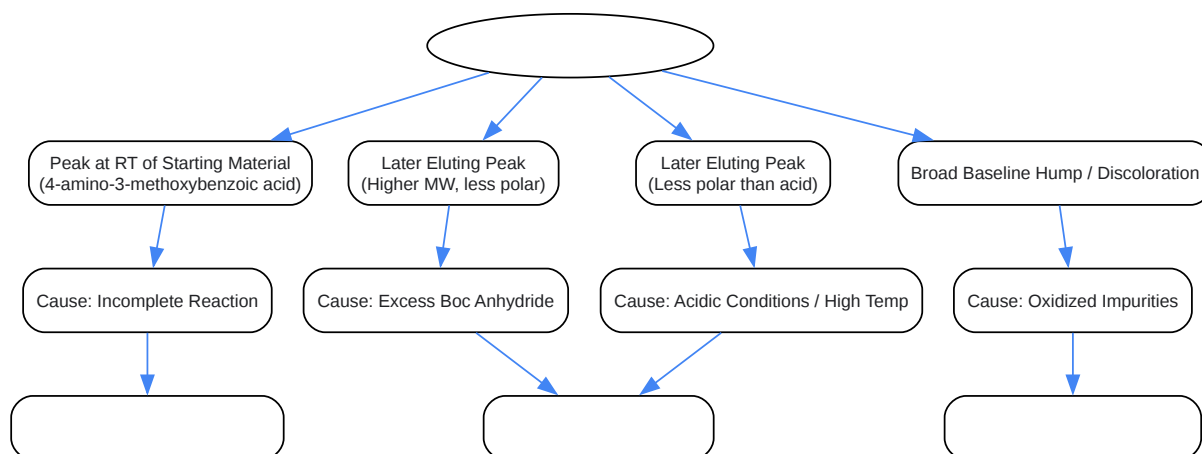 Peak at RT of Starting Material
(4-amino-3-methoxybenzoic acid)
Later Eluting Peak
(Higher MW, less polar)
Later Eluting Peak
(Less polar than acid)
Broad Baseline Hump / Discoloration
Cause: Incomplete Reaction
Cause: Excess Boc Anhydride
Cause: Acidic Conditions / High Temp
Cause: Oxidized Impurities